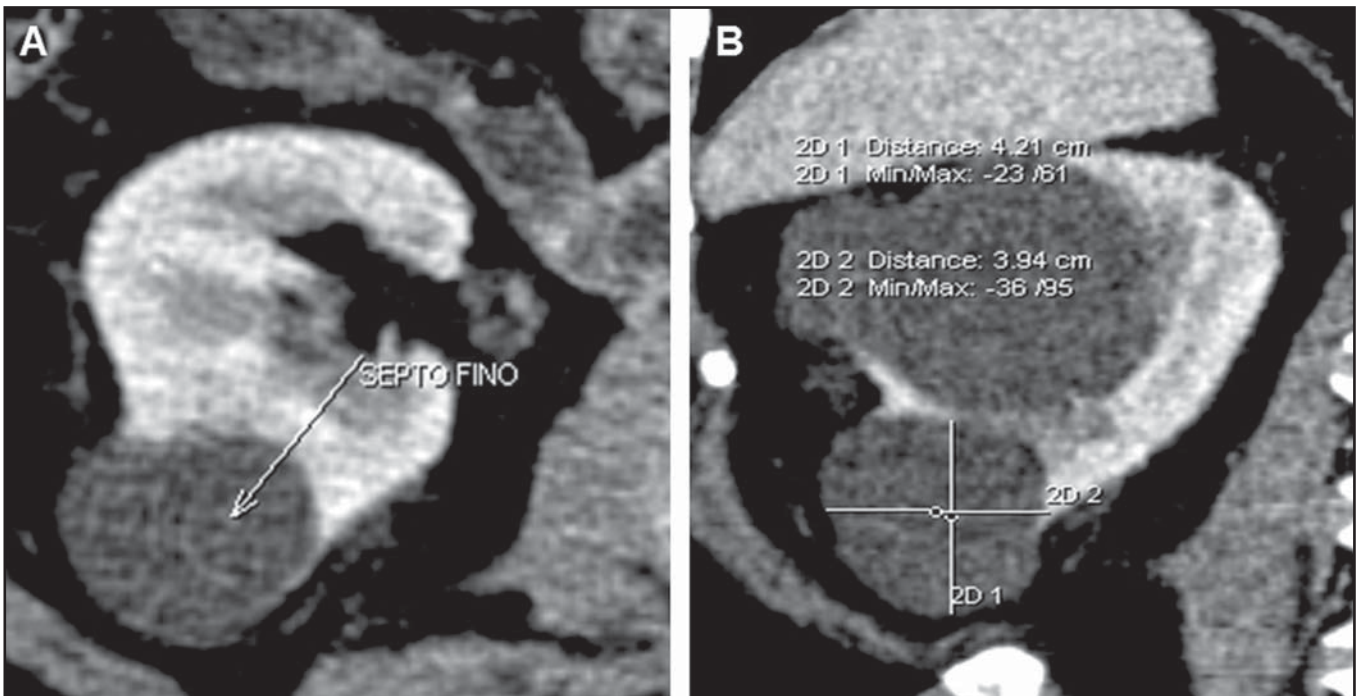 A
SEPTO FINO
B
2D 1 Distance: 4.21 cm
2D 1 Min/Max: -23 /61
2D 2 Distance: 3.94 cm
2D 2 Min/Max: -36 /95
2D 2
2D 1